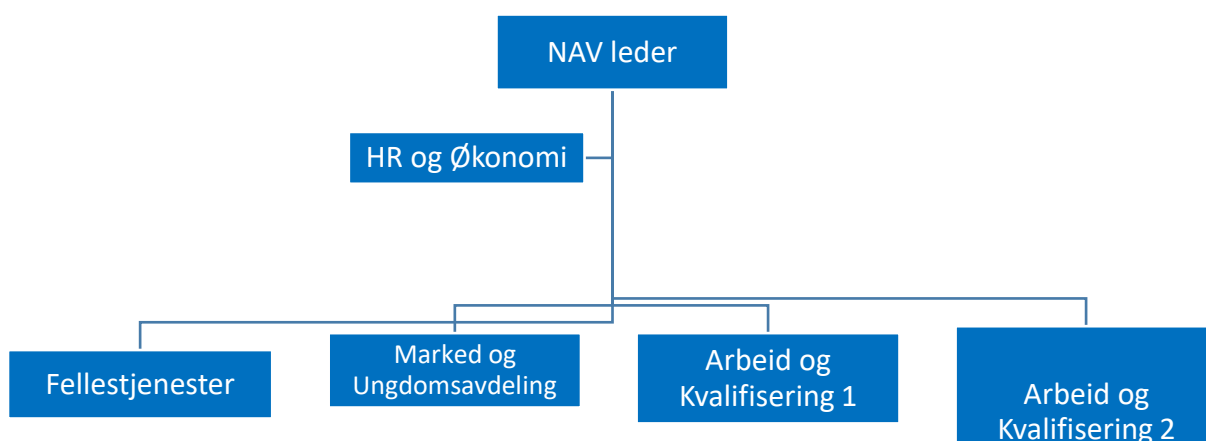 NAV leder
HR og Økonomi
Fellestjenester
Marked og
Ungdomsavdeling
Arbeid og
Kvalifisering 1
Arbeid og
Kvalifisering 2